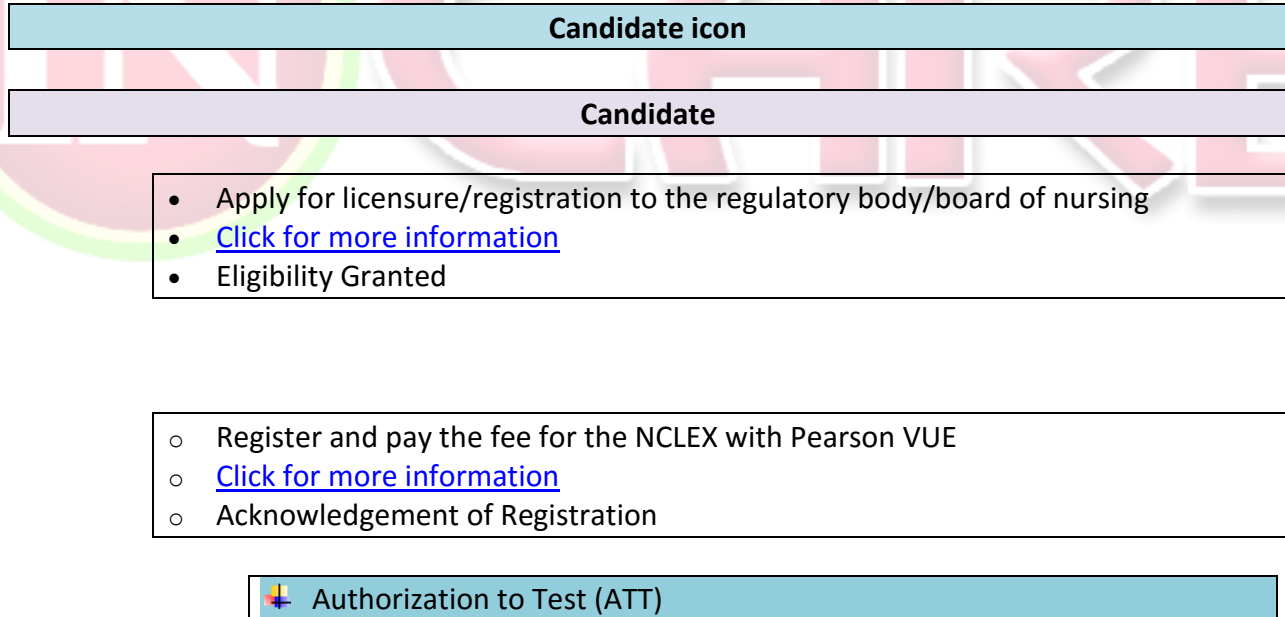 Candidate icon
Candidate
• Apply for licensure/registration to the regulatory body/board of nursing
• Click for more information
• Eligibility Granted
o Register and pay the fee for the NCLEX with Pearson VUE
o Click for more information
o Acknowledgement of Registration
Authorization to Test (ATT)